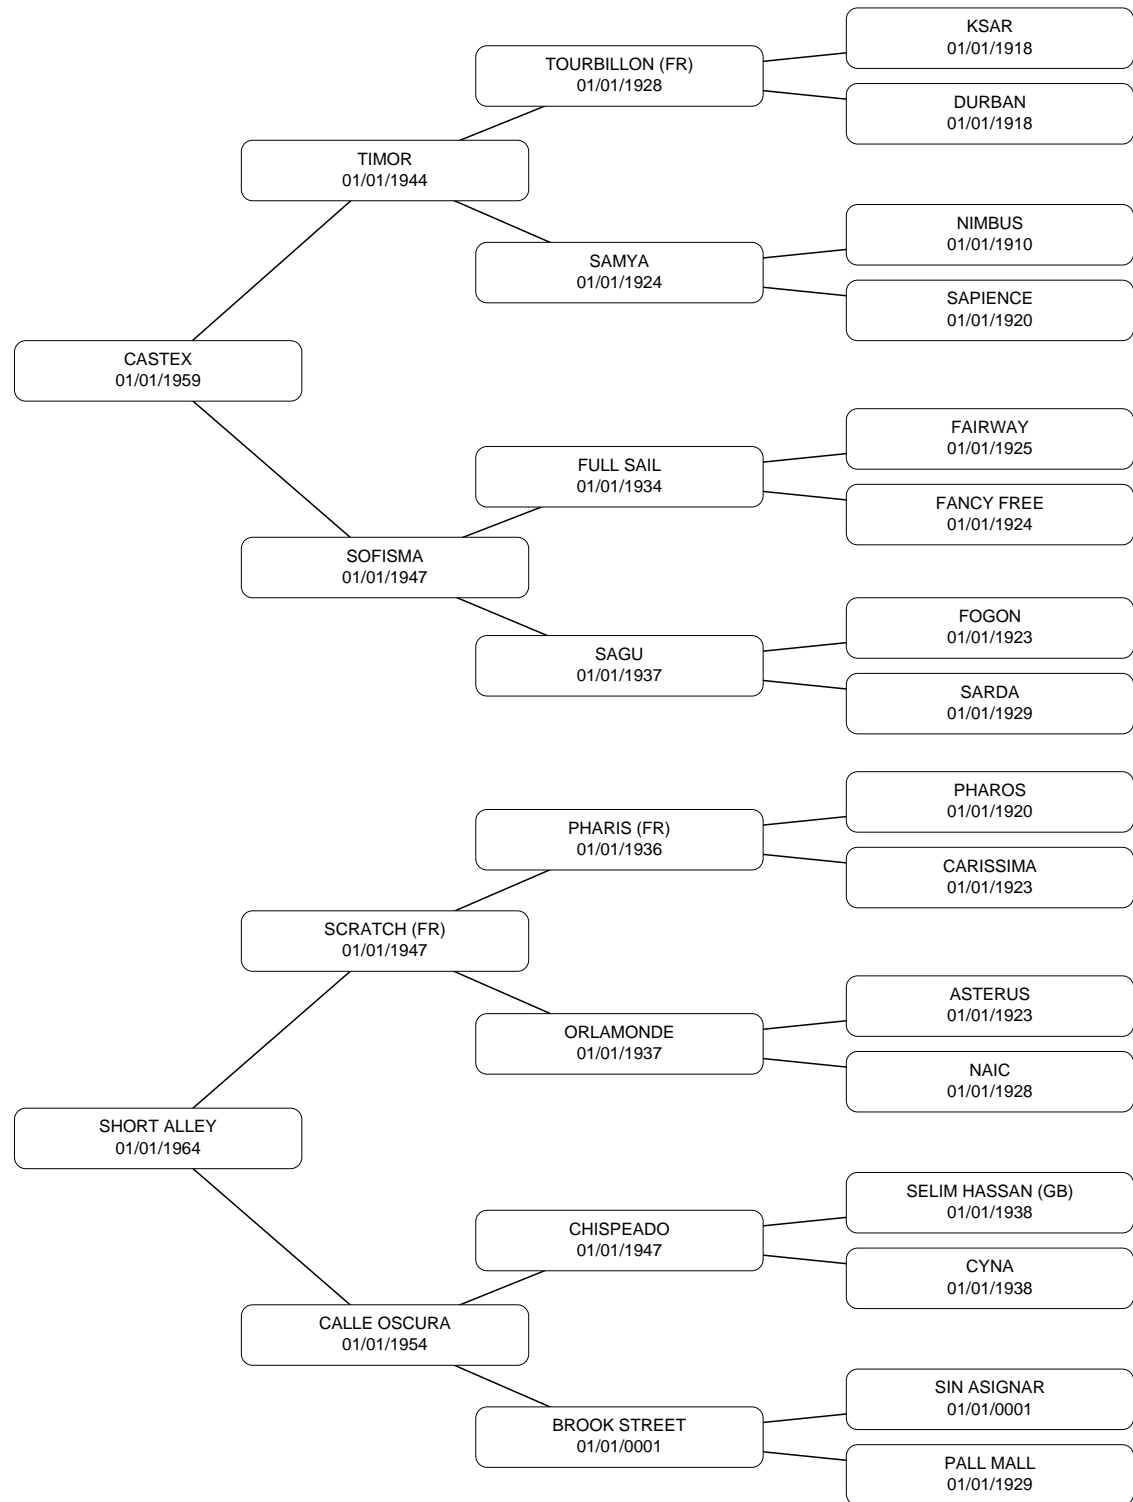 KSAR
01/01/1918
TOURBILLON (FR)
01/01/1928
DURBAN
01/01/1918
TIMOR
01/01/1944
NIMBUS
01/01/1910
SAMYA
01/01/1924
SAPIENCE
01/01/1920
CASTEX
01/01/1959
FAIRWAY
01/01/1925
FULL SAIL
01/01/1934
FANCY FREE
01/01/1924
SOFISMA
01/01/1947
FOGON
01/01/1923
SAGU
01/01/1937
SARDA
01/01/1929
PHAROS
01/01/1920
PHARIS (FR)
01/01/1936
CARISSIMA
01/01/1923
SCRATCH (FR)
01/01/1947
ASTERUS
01/01/1923
ORLAMONDE
01/01/1937
NAIC
01/01/1928
SHORT ALLEY
01/01/1964
SELIM HASSAN (GB)
01/01/1938
CHISPEADO
01/01/1947
CYNA
01/01/1938
CALLE OSCURA
01/01/1954
SIN ASIGNAR
01/01/0001
BROOK STREET
01/01/0001
PALL MALL
01/01/1929